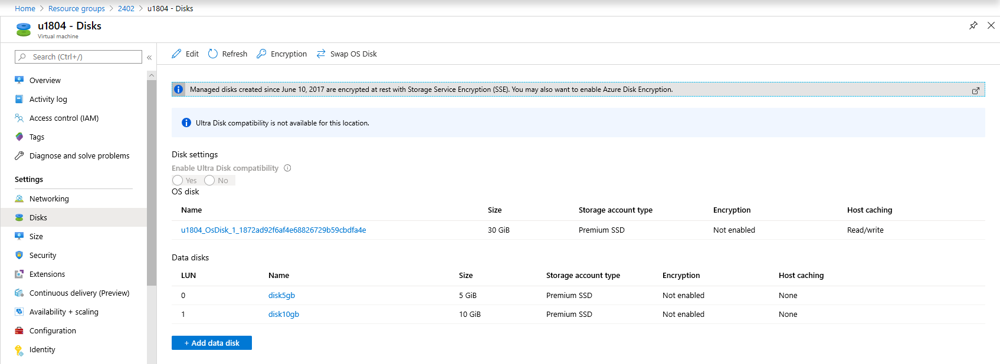 Home > Resource groups > 2402 > u1804 - Disks
u1804 - Disks
Virtual machine
Search (Ctrl+/)
«
Overview
Activity log
Access control (IAM)
Tags
Diagnose and solve problems
Settings
Networking
Disks
Size
Security
Extensions
Continuous delivery (Preview)
Availability + scaling
Configuration
Identity
Edit Refresh Encryption Swap OS Disk
Managed disks created since June 10, 2017 are encrypted at rest with Storage Service Encryption (SSE). You may also want to enable Azure Disk Encryption.
Ultra Disk compatibility is not available for this location.
Disk settings
Enable Ultra Disk compatibility
Yes No
OS disk
Name Size Storage account type Encryption Host caching
u1804_OsDisk_1_1872ad92f6af4e68826729b59cbdfa4e 30 GiB Premium SSD Not enabled Read/write
Data disks
LUN Name Size Storage account type Encryption Host caching
0 disk5gb 5 GiB Premium SSD Not enabled None
1 disk10gb 10 GiB Premium SSD Not enabled None
+ Add data disk